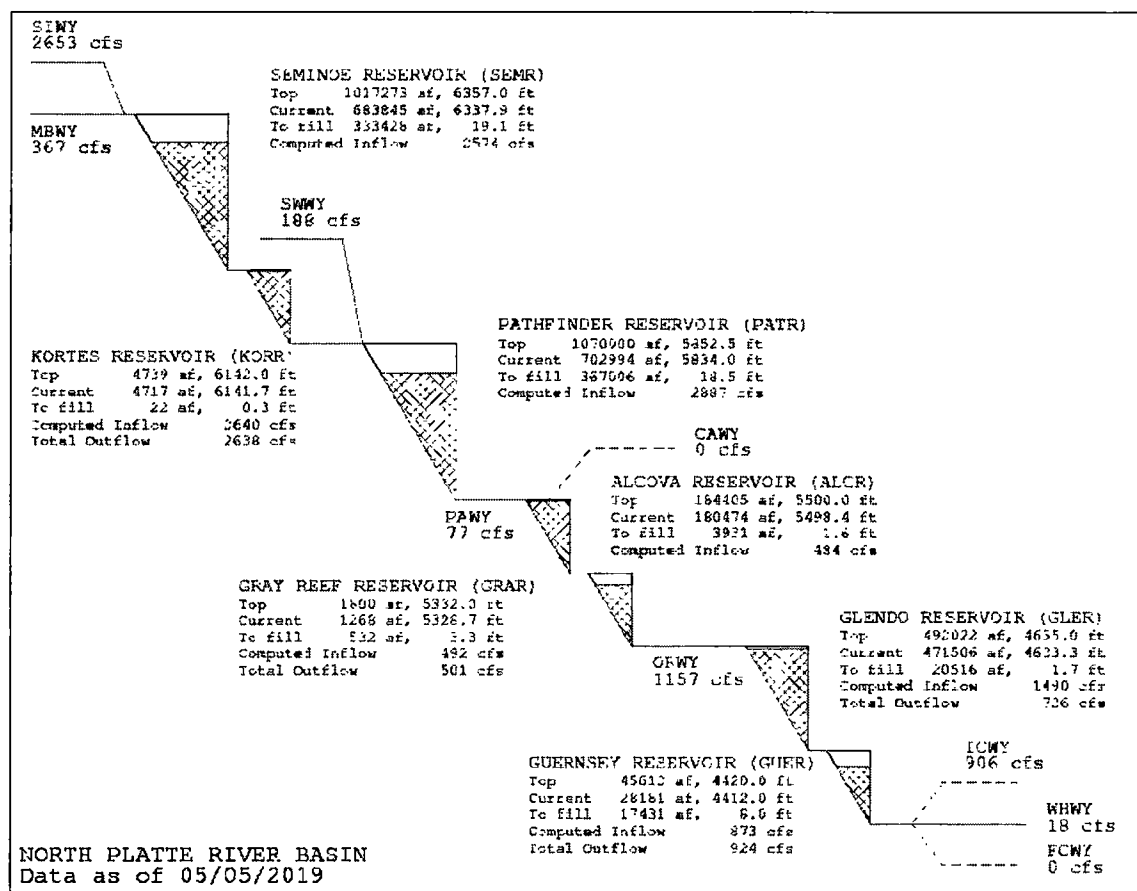 SIWY
2653 cfs
MBWY
367 cfs
SEMINOE RESERVOIR (SEMR)
Top 1017273 af, 6357.0 ft
Current 683845 af, 6337.9 ft
To fill 333428 af, 19.1 ft
Computed Inflow 2574 cfs
SWWY
188 cfs
KORTES RESERVOIR (KORR)
Top 4739 af, 6142.0 ft
Current 4717 af, 6141.7 ft
To fill 22 af, 0.3 ft
Computed Inflow 2640 cfs
Total Outflow 2638 cfs
PATHFINDER RESERVOIR (PATR)
Top 1070000 af, 5852.5 ft
Current 702994 af, 5834.0 ft
To fill 367006 af, 18.5 ft
Computed Inflow 2887 cfs
CAWY
0 cfs
PAWY
77 cfs
ALCOVA RESERVOIR (ALCR)
Top 184405 af, 5500.0 ft
Current 180474 af, 5498.4 ft
To fill 3931 af, 1.6 ft
Computed Inflow 484 cfs
GRAY REEF RESERVOIR (GRAR)
Top 1800 af, 5332.0 ft
Current 1268 af, 5328.7 ft
To fill 532 af, 3.3 ft
Computed Inflow 492 cfs
Total Outflow 501 cfs
ORWY
1157 cfs
GLENDO RESERVOIR (GLER)
Top 492022 af, 4635.0 ft
Current 471506 af, 4633.3 ft
To fill 20516 af, 1.7 ft
Computed Inflow 1490 cfs
Total Outflow 736 cfs
GUERNSEY RESERVOIR (GUER)
Top 45612 af, 4420.0 ft
Current 28181 af, 4412.0 ft
To fill 17431 af, 8.0 ft
Computed Inflow 873 cfs
Total Outflow 924 cfs
ICWY
906 cfs
WHWY
18 cfs
FCWY
0 cfs
NORTH PLATTE RIVER BASIN
Data as of 05/05/2019